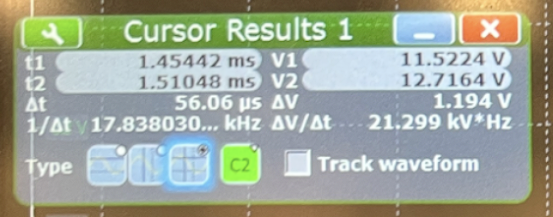 Cursor Results 1
t1 1.45442 ms V1 11.5224 V
t2 1.51048 ms V2 12.7164 V
Δt 56.06 µs ΔV 1.194 V
1/Δt 17.838030... kHz ΔV/Δt 21.299 kV*Hz
Type C2 Track waveform